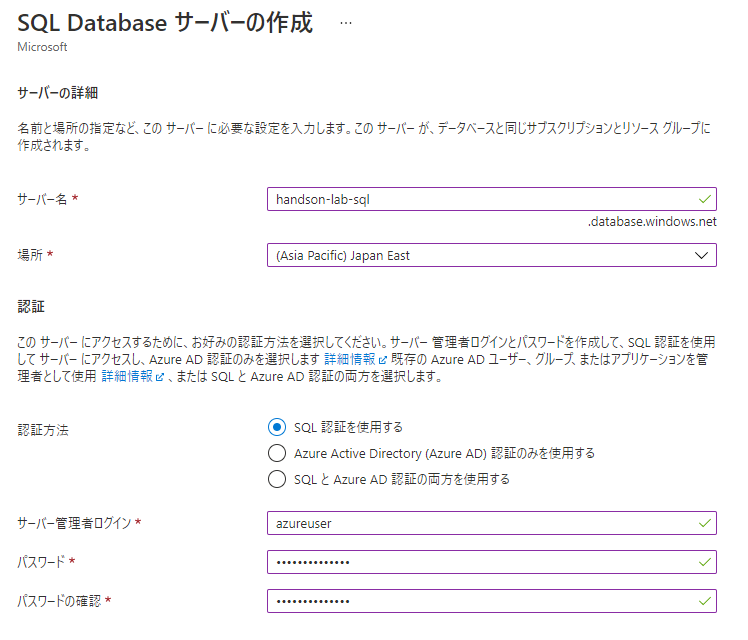 SQL Database サーバーの作成 …
Microsoft
サーバーの詳細
名前と場所の指定など、この サーバー に必要な設定を入力します。この サーバー が、データベースと同じサブスクリプションとリソース グループに
作成されます。
サーバー名 * handson-lab-sql
.database.windows.net
場所 * (Asia Pacific) Japan East
認証
この サーバー にアクセスするために、お好みの認証方法を選択してください。サーバー 管理者ログインとパスワードを作成して、SQL 認証を使用
して サーバー にアクセスし、Azure AD 認証のみを選択します 詳細情報 既存の Azure AD ユーザー、グループ、またはアプリケーションを管
理者として使用 詳細情報 、または SQL と Azure AD 認証の両方を選択します。
認証方法 SQL 認証を使用する
Azure Active Directory (Azure AD) 認証のみを使用する
SQL と Azure AD 認証の両方を使用する
サーバー管理者ログイン * azureuser
パスワード * ••••••••••••••
パスワードの確認 * ••••••••••••••